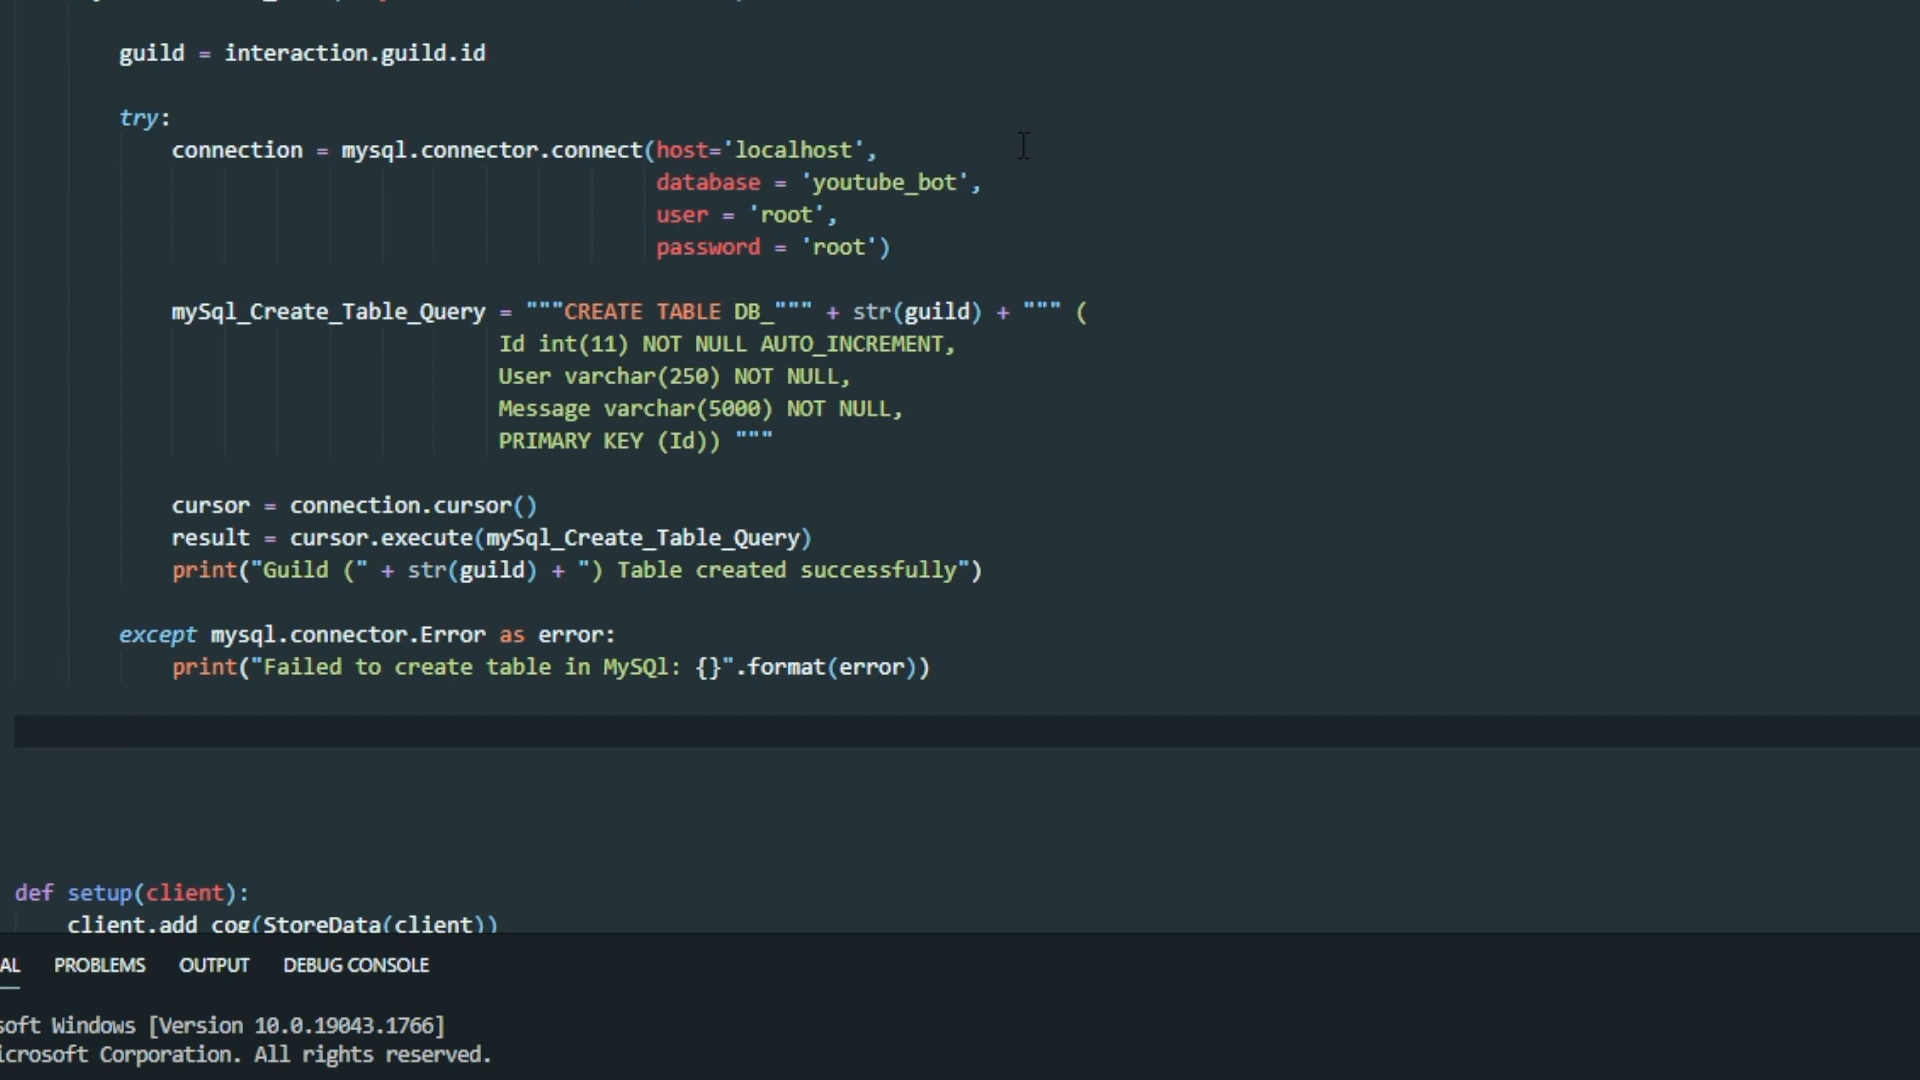 guild = interaction.guild.id
try:
connection = mysql.connector.connect(host='localhost',
database = 'youtube_bot',
user = 'root',
password = 'root')
mySql_Create_Table_Query = """CREATE TABLE DB_""" + str(guild) + """ (
Id int(11) NOT NULL AUTO_INCREMENT,
User varchar(250) NOT NULL,
Message varchar(5000) NOT NULL,
PRIMARY KEY (Id)) """
cursor = connection.cursor()
result = cursor.execute(mySql_Create_Table_Query)
print("Guild (" + str(guild) + ") Table created successfully")
except mysql.connector.Error as error:
print("Failed to create table in MySQl: {}".format(error))
def setup(client):
client.add_cog(StoreData(client))
AL PROBLEMS OUTPUT DEBUG CONSOLE
soft Windows [Version 10.0.19043.1766]
icrosoft Corporation. All rights reserved.